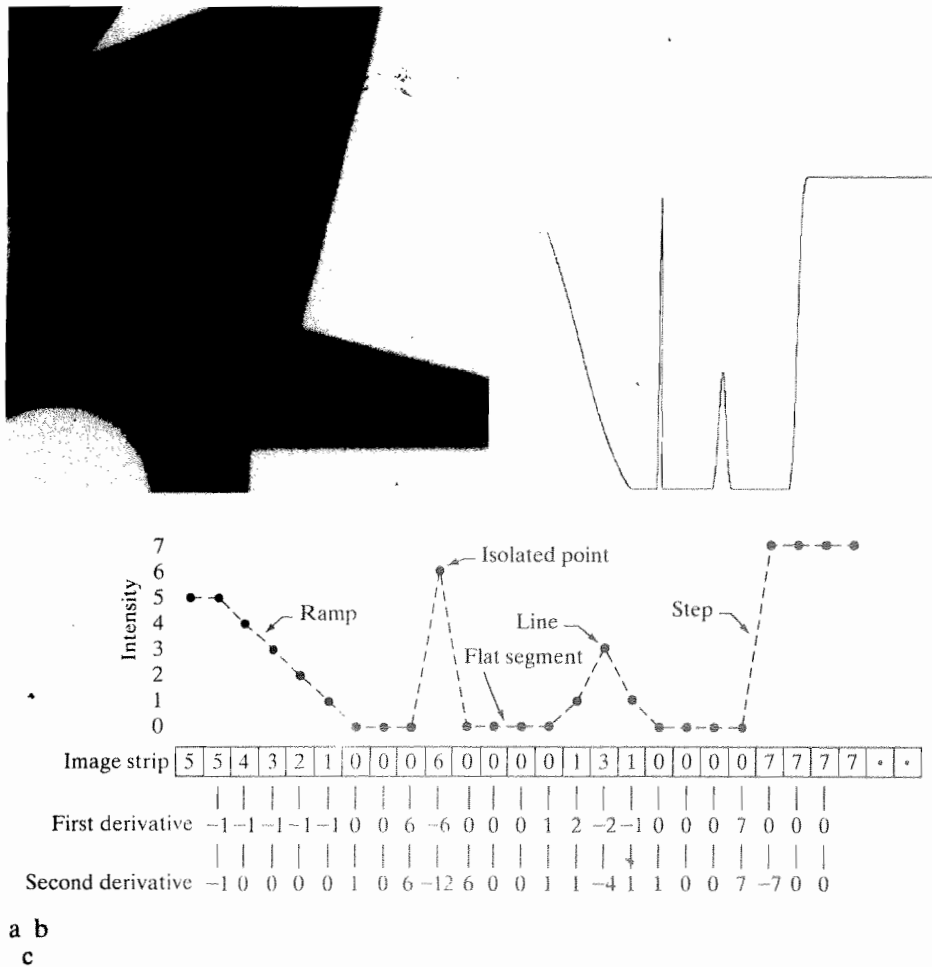 7
6
5
4
3
2
1
0
Intensity
Isolated point
Ramp
Line
Step
Flat segment
Image strip 5 5 4 3 2 1 0 0 0 6 0 0 0 0 1 3 1 0 0 0 0 7 7 7 7 • •
First derivative −1 −1 −1 −1 −1 0 0 6 −6 0 0 0 1 2 −2 −1 0 0 0 7 0 0 0
Second derivative −1 0 0 0 0 1 0 6 −12 6 0 0 1 1 −4 1 1 0 0 7 −7 0 0
a b
c